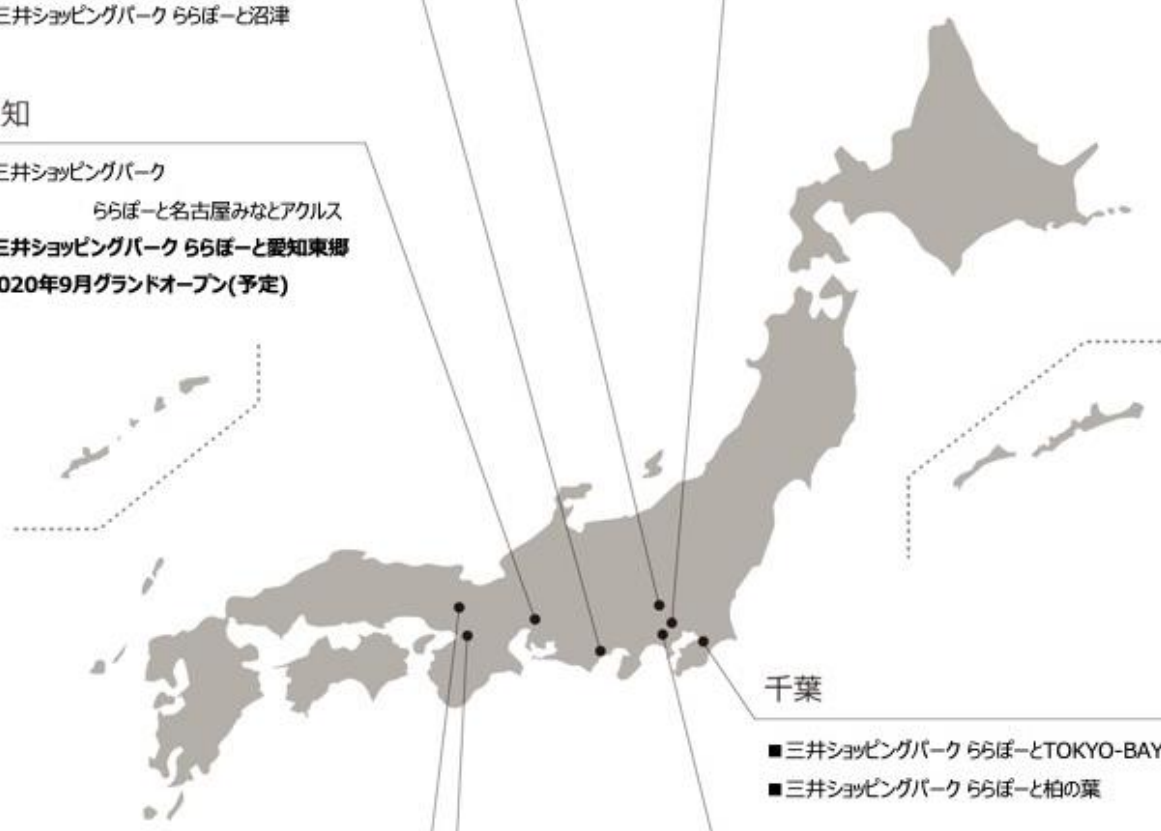 三井ショッピングパーク ららぽーと沼津
知
三井ショッピングパーク
ららぽーと名古屋みなとアクルス
三井ショッピングパーク ららぽーと愛知東郷
020年9月グランドオープン(予定)
千葉
■三井ショッピングパーク ららぽーとTOKYO-BAY
■三井ショッピングパーク ららぽーと柏の葉